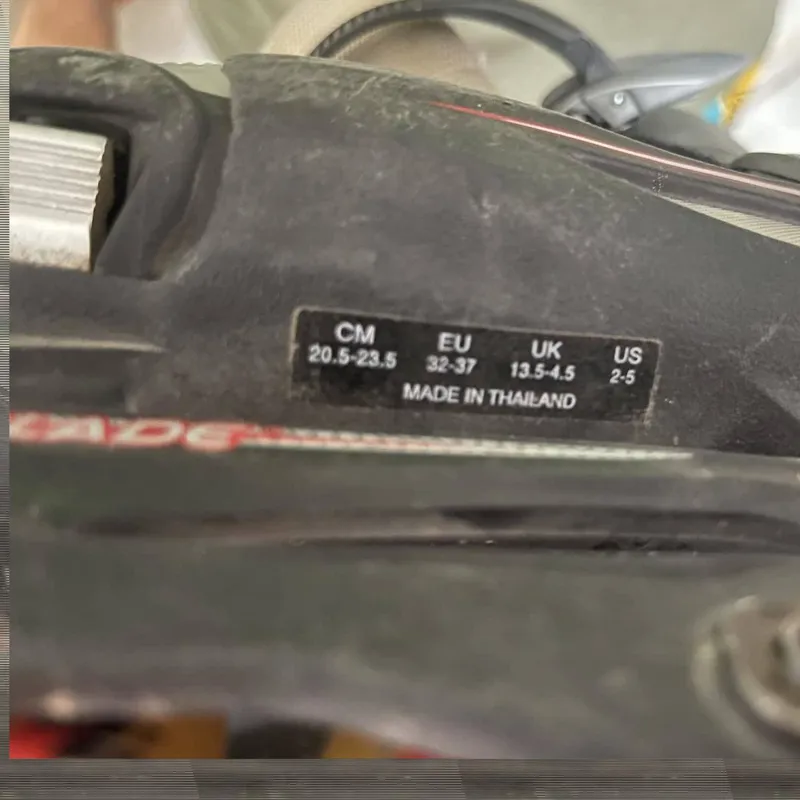 CM EU UK US
20.5-23.5 32-37 13.5-4.5 2-5
MADE IN THAILAND
LADE